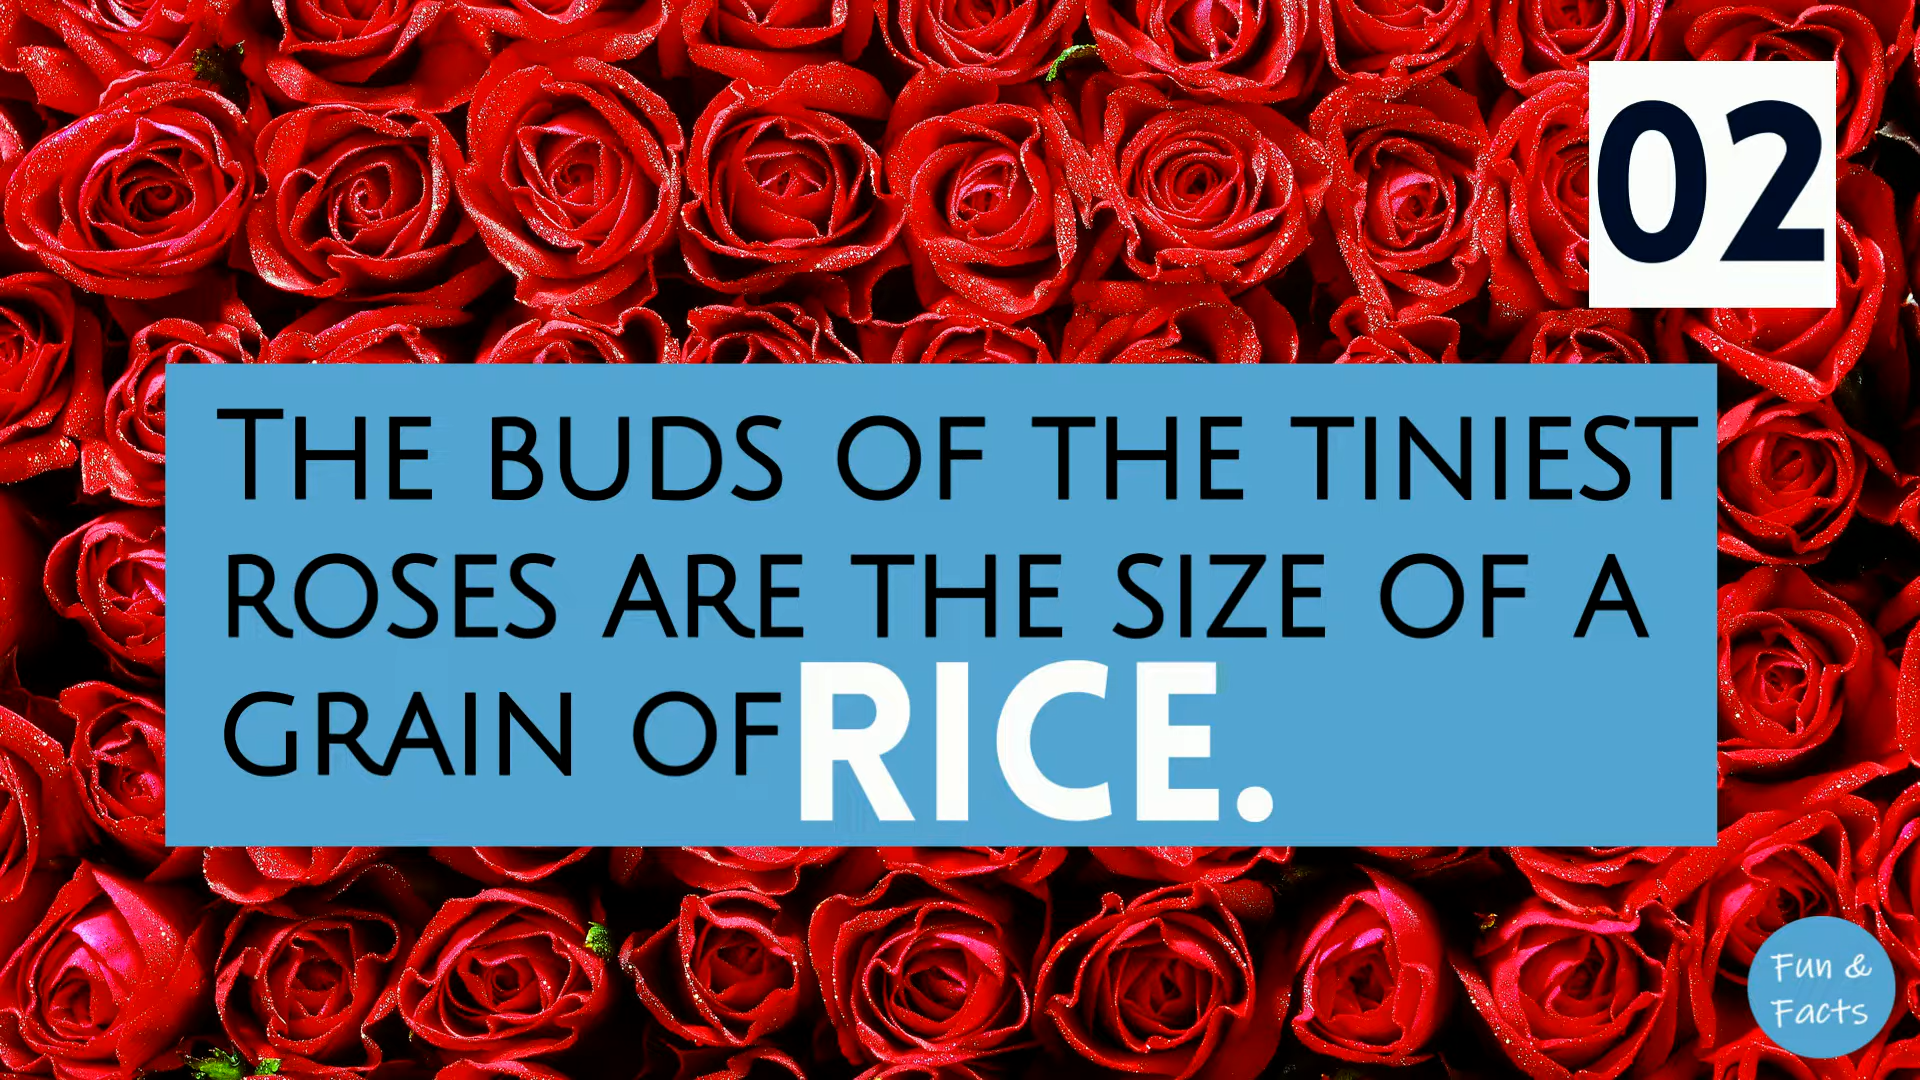 02
The buds of the tiniest
roses are the size of a
grain of RICE.
Fun &
Facts